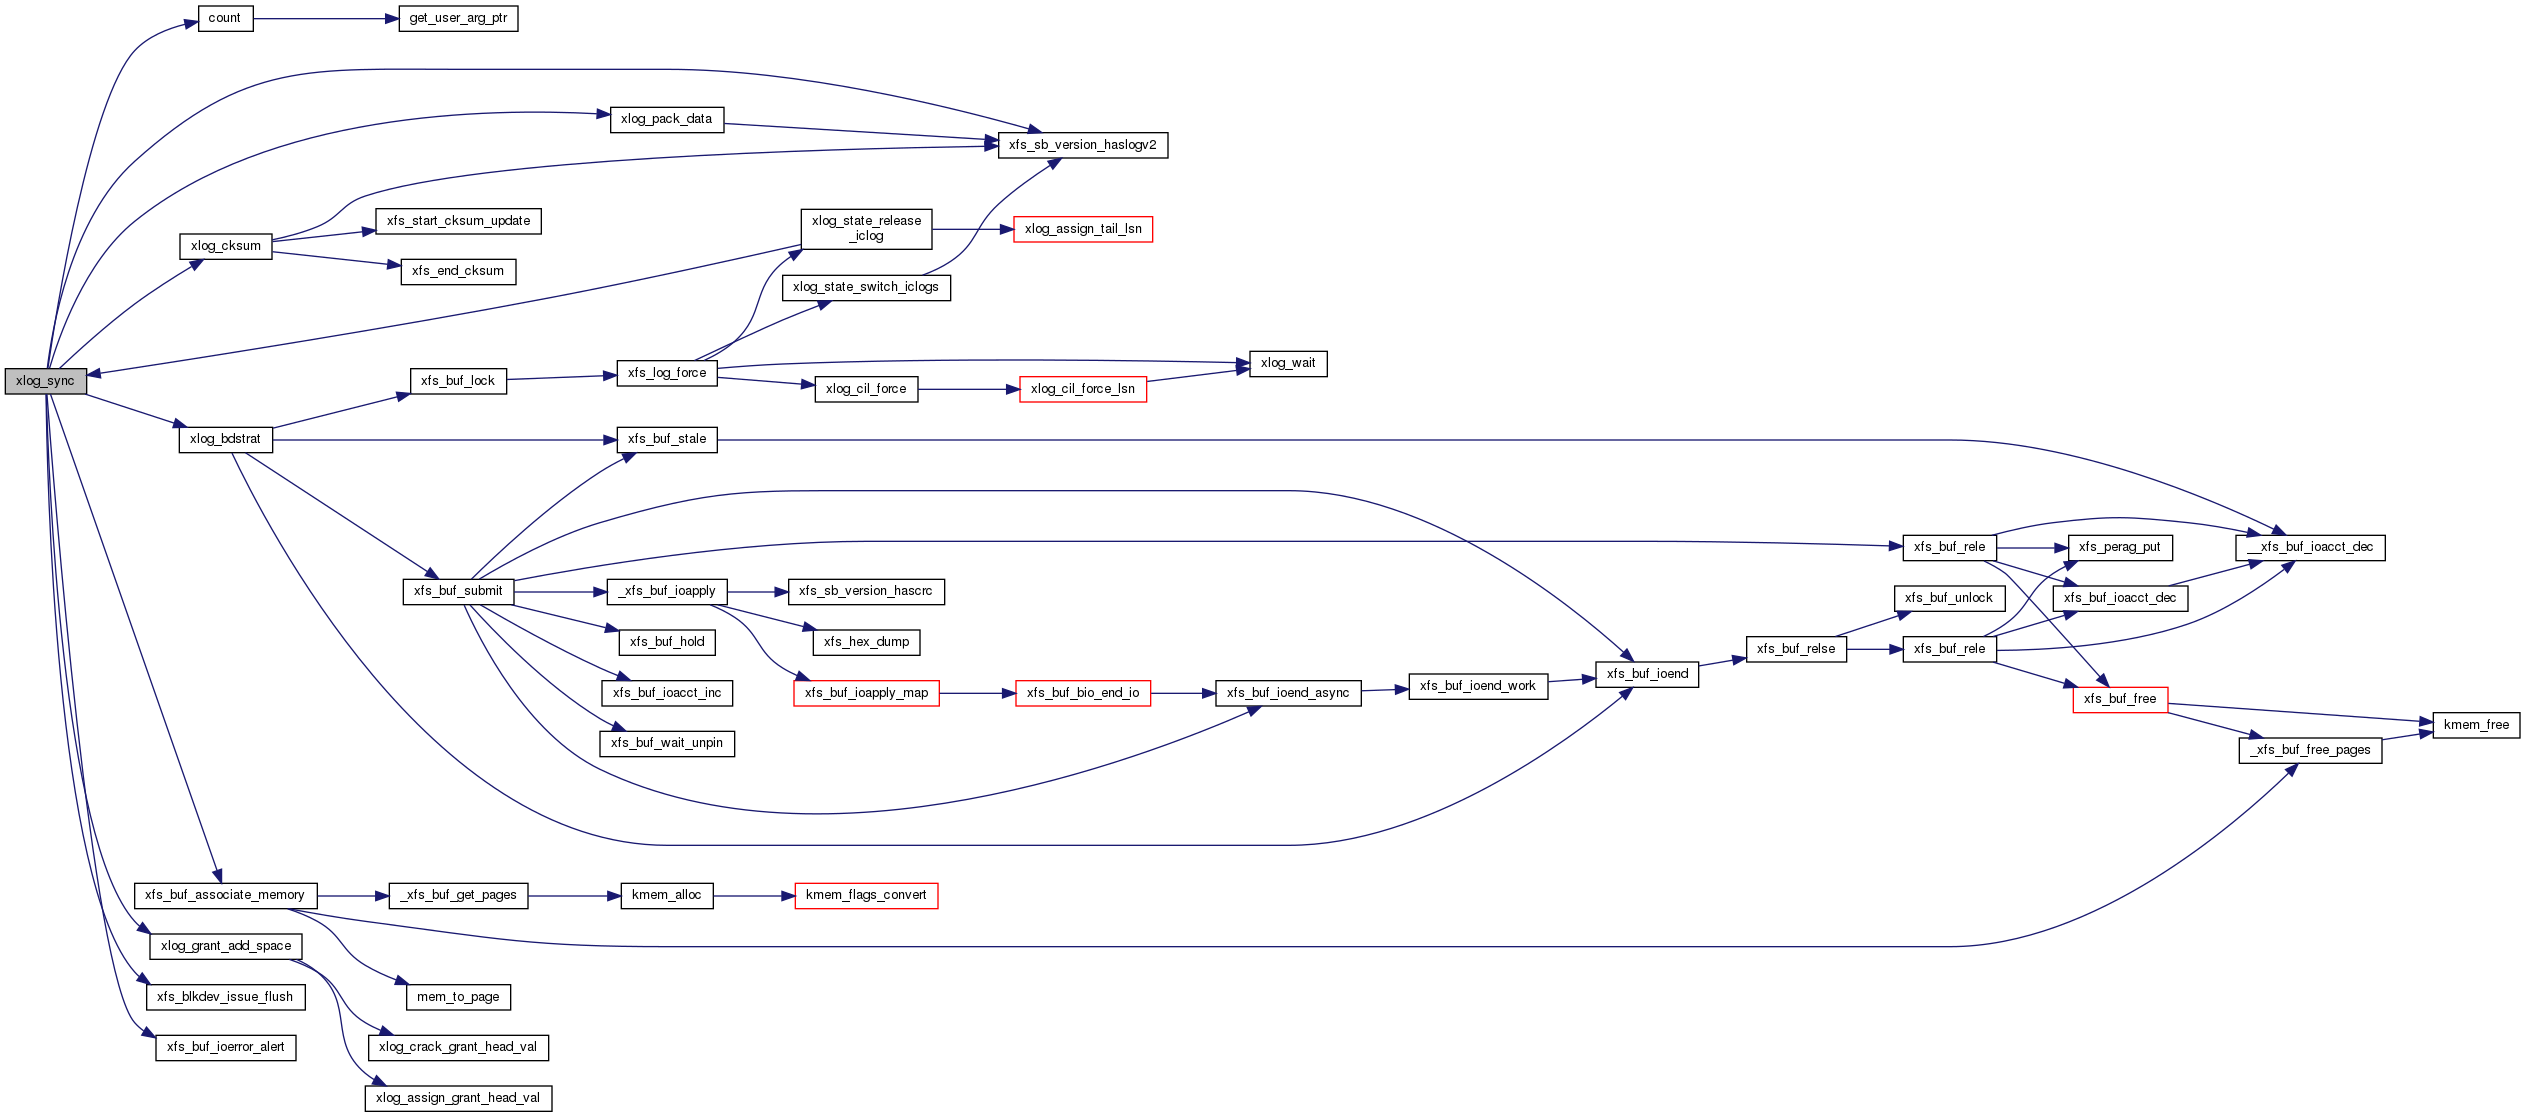 count
get_user_arg_ptr
xlog_pack_data
xfs_sb_version_haslogv2
xfs_start_cksum_update
xlog_cksum
xfs_end_cksum
xlog_state_release
_iclog
xlog_assign_tail_lsn
xlog_state_switch_iclogs
xlog_sync
xfs_buf_lock
xfs_log_force
xlog_wait
xlog_cil_force
xlog_cil_force_lsn
xlog_bdstrat
xfs_buf_stale
xfs_buf_rele
xfs_perag_put
__xfs_buf_ioacct_dec
xfs_buf_submit
_xfs_buf_ioapply
xfs_sb_version_hascrc
xfs_buf_unlock
xfs_buf_ioacct_dec
xfs_buf_hold
xfs_hex_dump
xfs_buf_relse
xfs_buf_rele
xfs_buf_ioacct_inc
xfs_buf_ioapply_map
xfs_buf_bio_end_io
xfs_buf_ioend_async
xfs_buf_ioend_work
xfs_buf_ioend
xfs_buf_free
kmem_free
xfs_buf_wait_unpin
_xfs_buf_free_pages
xfs_buf_associate_memory
_xfs_buf_get_pages
kmem_alloc
kmem_flags_convert
xlog_grant_add_space
xfs_blkdev_issue_flush
mem_to_page
xfs_buf_ioerror_alert
xlog_crack_grant_head_val
xlog_assign_grant_head_val